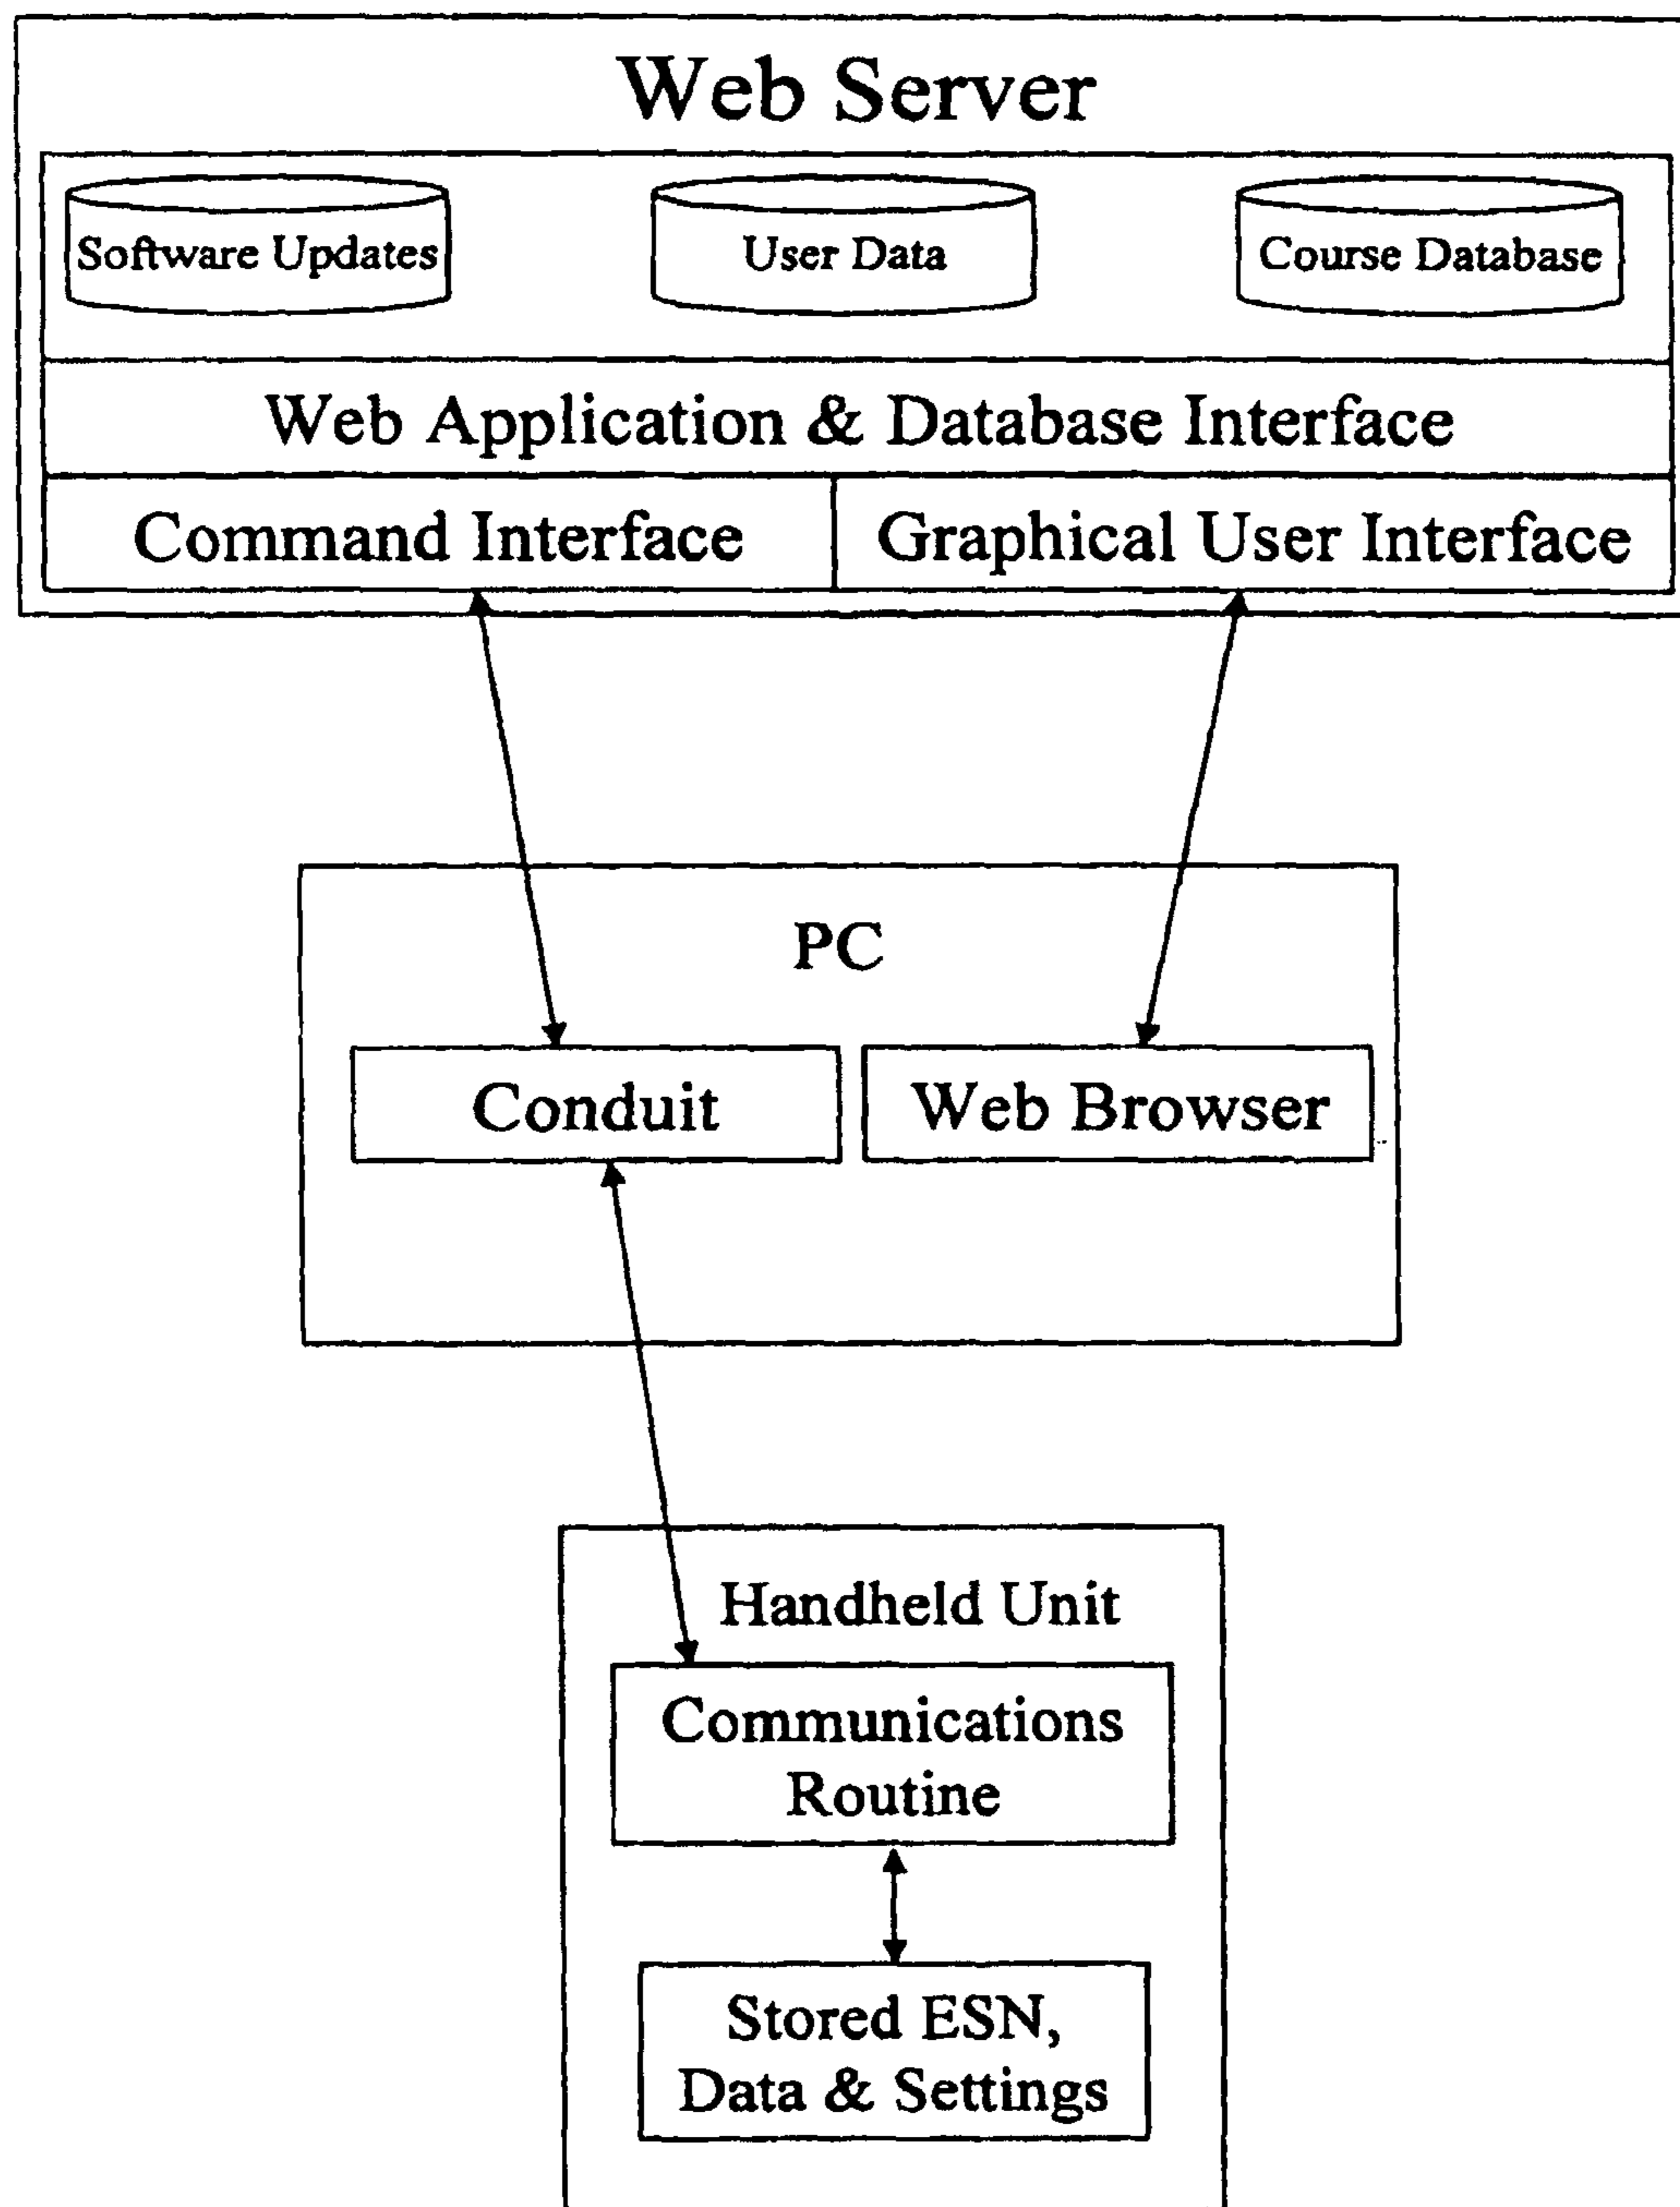 Web Server
Software Updates
User Data
Course Database
Web Application & Database Interface
Command Interface
Graphical User Interface
PC
Conduit
Web Browser
Handheld Unit
Communications
Routine
Stored ESN,
Data & Settings